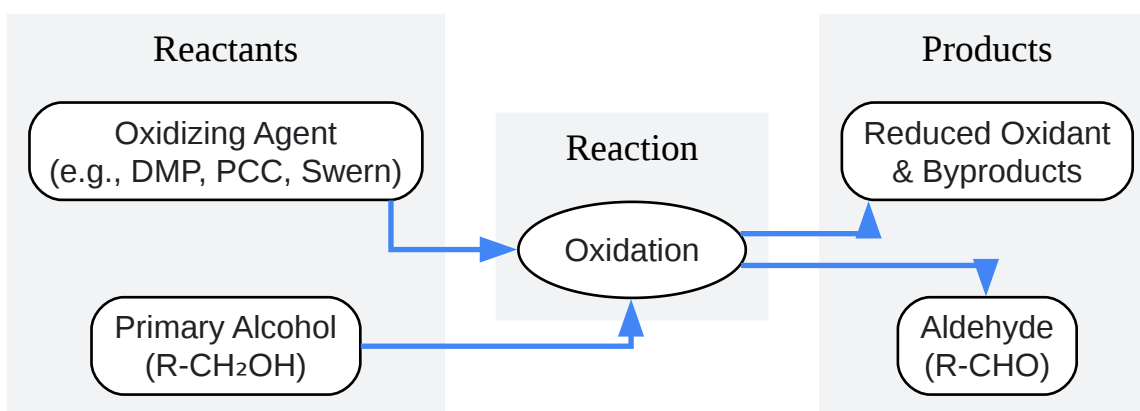 Reactants
Oxidizing Agent
(e.g., DMP, PCC, Swern)
Primary Alcohol
(R-CH₂OH)
Reaction
Oxidation
Products
Reduced Oxidant
& Byproducts
Aldehyde
(R-CHO)